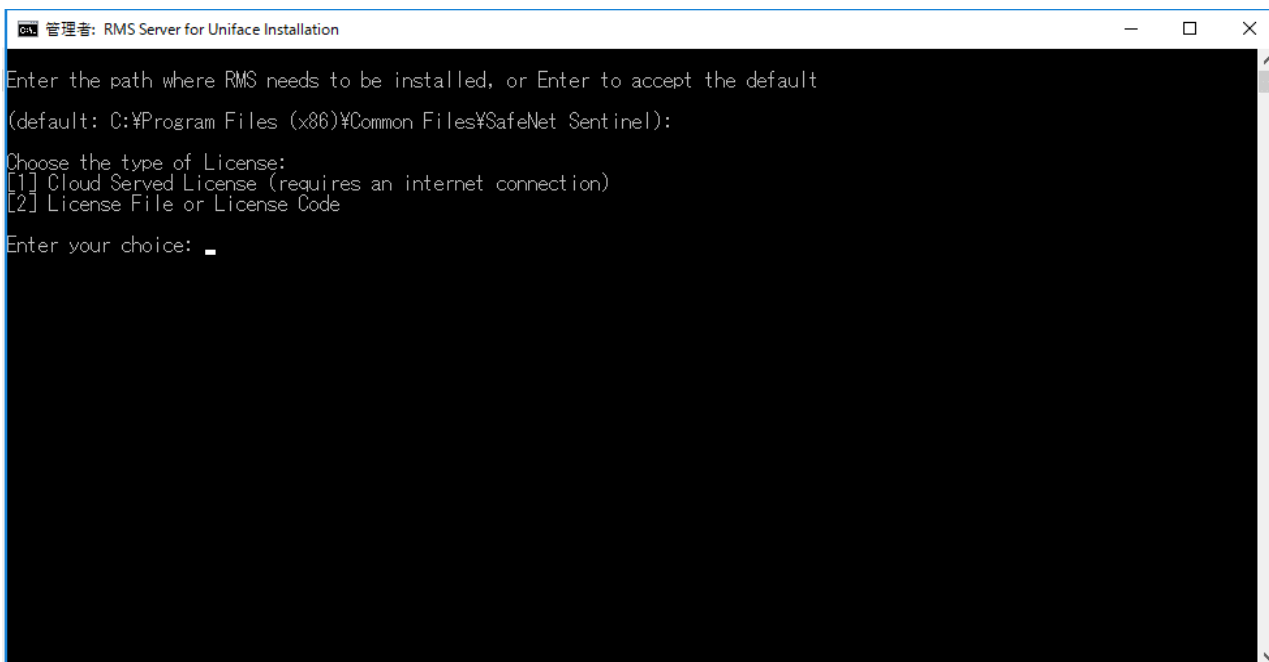 管理者: RMS Server for Uniface Installation
Enter the path where RMS needs to be installed, or Enter to accept the default
(default: C:¥Program Files (x86)¥Common Files¥SafeNet Sentinel):
Choose the type of License:
[1] Cloud Served License (requires an internet connection)
[2] License File or License Code
Enter your choice: